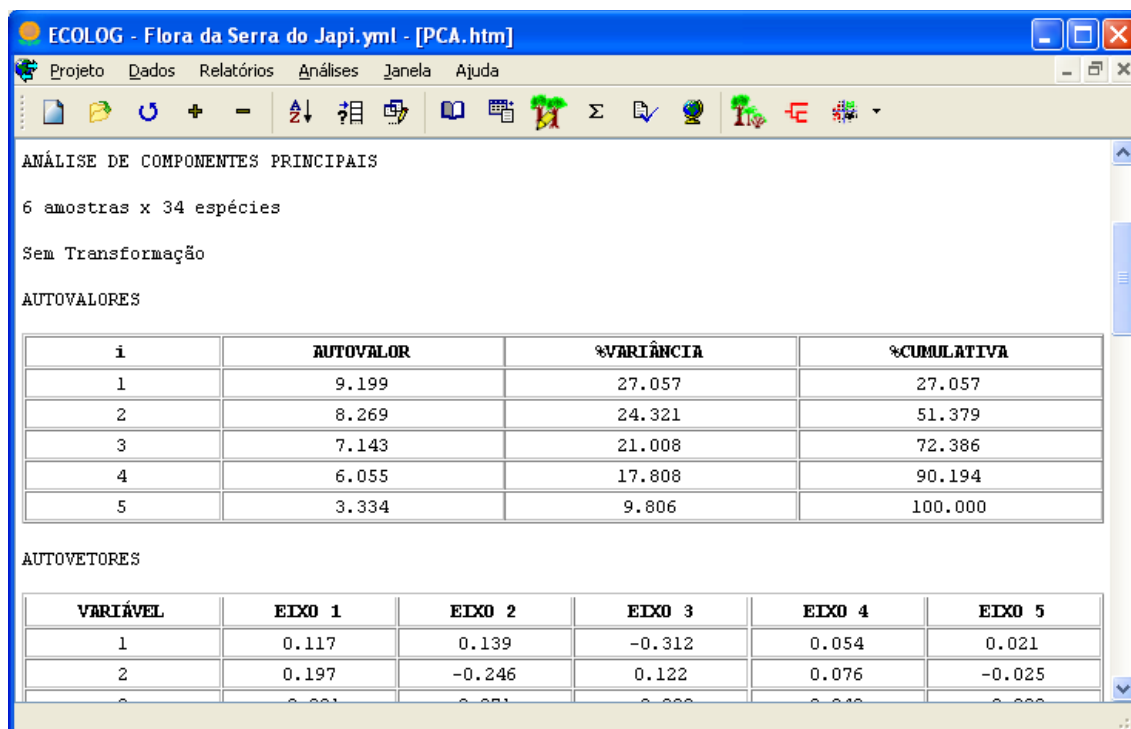 ECOLOG - Flora da Serra do Japi.yml - [PCA.htm]
Projeto Dados Relatórios Análises Janela Ajuda
ANÁLISE DE COMPONENTES PRINCIPAIS
6 amostras x 34 espécies
Sem Transformação
AUTOVALORES
i AUTOVALOR %VARIÂNCIA %CUMULATIVA
1 9.199 27.057 27.057
2 8.269 24.321 51.379
3 7.143 21.008 72.386
4 6.055 17.808 90.194
5 3.334 9.806 100.000
AUTOVETORES
VARIÁVEL EIXO 1 EIXO 2 EIXO 3 EIXO 4 EIXO 5
1 0.117 0.139 -0.312 0.054 0.021
2 0.197 -0.246 0.122 0.076 -0.025